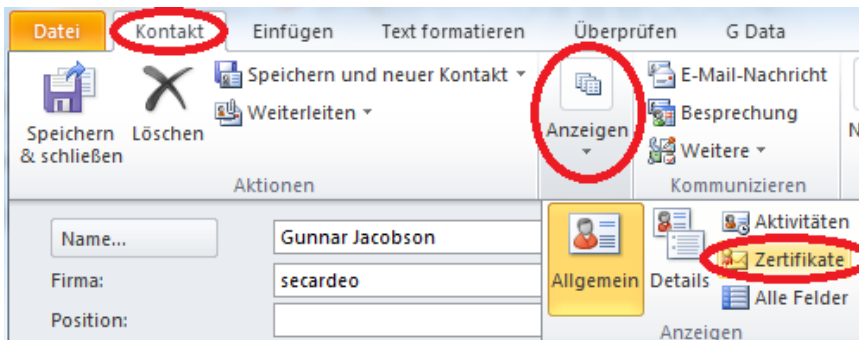 Datei Kontakt Einfügen Text formatieren Überprüfen G Data
Speichern & schließen
Löschen
Speichern und neuer Kontakt
Weiterleiten
Aktionen
Anzeigen
E-Mail-Nachricht
Besprechung
Weitere
Kommunizieren
N
Name... Gunnar Jacobson
Firma: secardeo
Position:
Allgemein
Details
Aktivitäten
Zertifikate
Alle Felder
Anzeigen